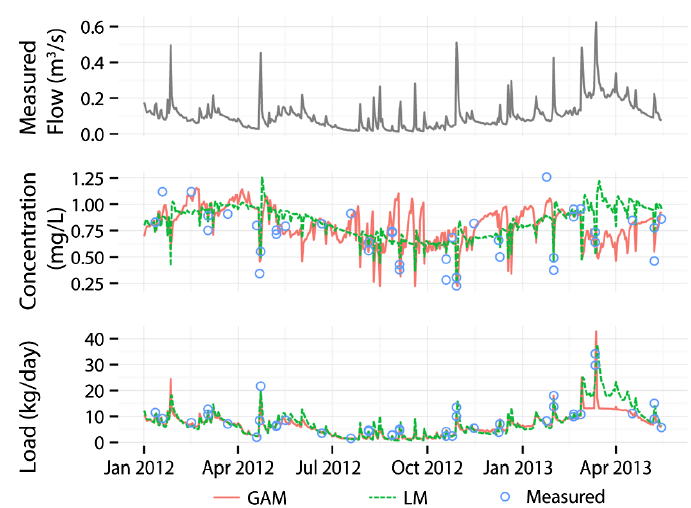 Measured
Flow (m³/s)
0.6
0.4
0.2
0.0
Concentration
(mg/L)
1.25
1.00
0.75
0.50
0.25
Load (kg/day)
40
30
20
10
0
Jan 2012 Apr 2012 Jul 2012 Oct 2012 Jan 2013 Apr 2013
GAM LM Measured